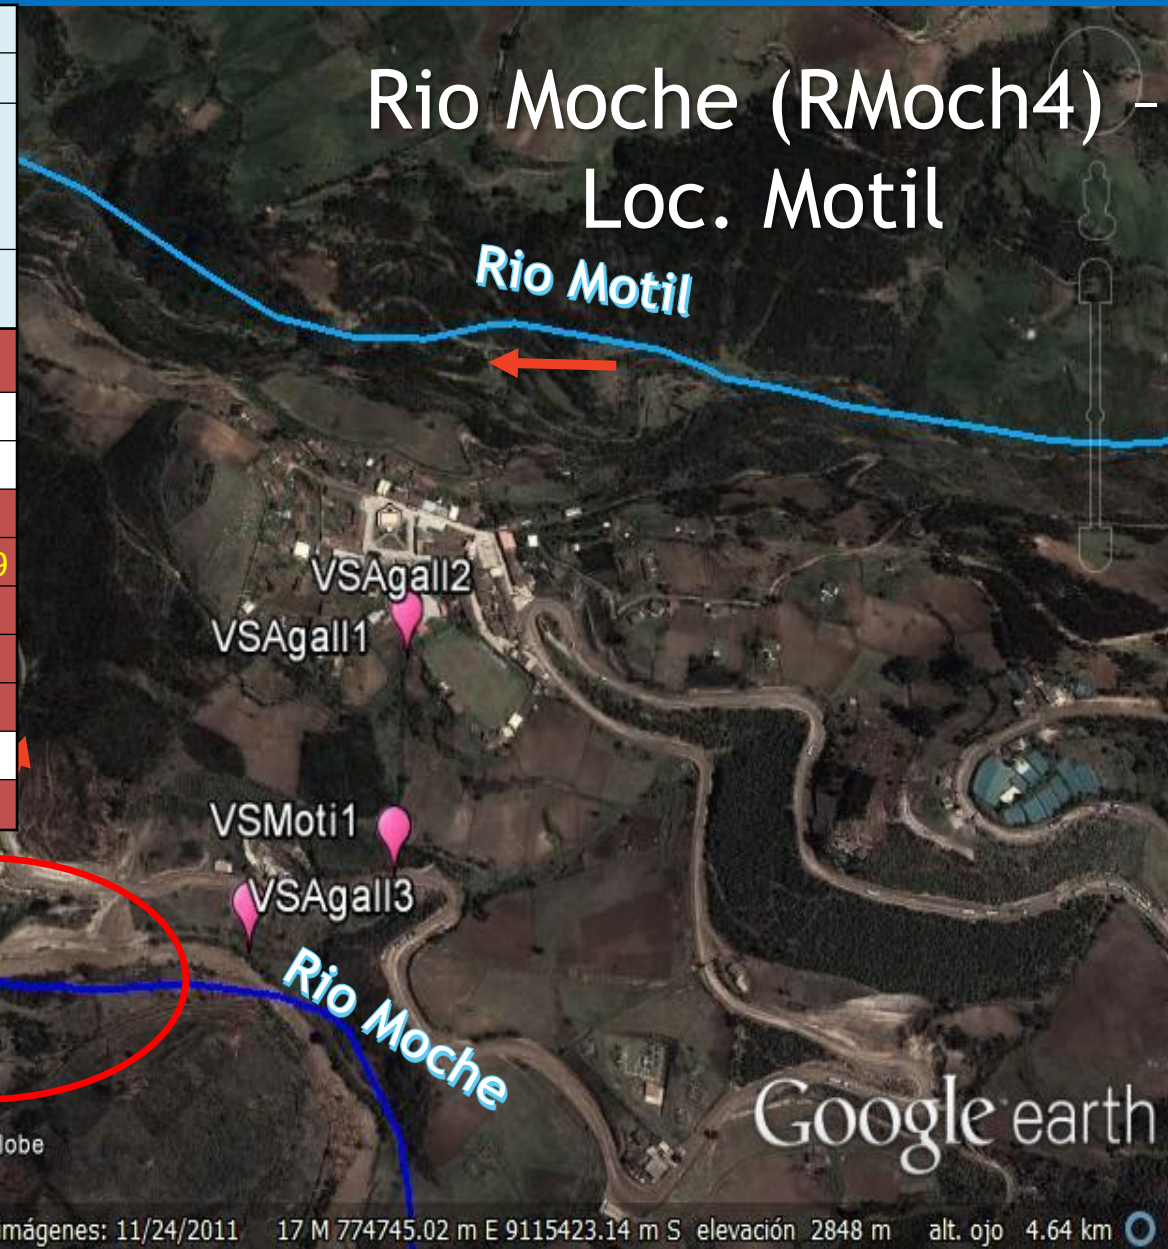 Rio Moche (RMoch4) –
Loc. Motil
Rio Motil
9
VSAgall2
VSAgall1
VSMoti1
VSAgall3
Rio Moche
Google earth
imágenes: 11/24/2011 17 M 774745.02 m E 9115423.14 m S elevación 2848 m alt. ojo 4.64 km